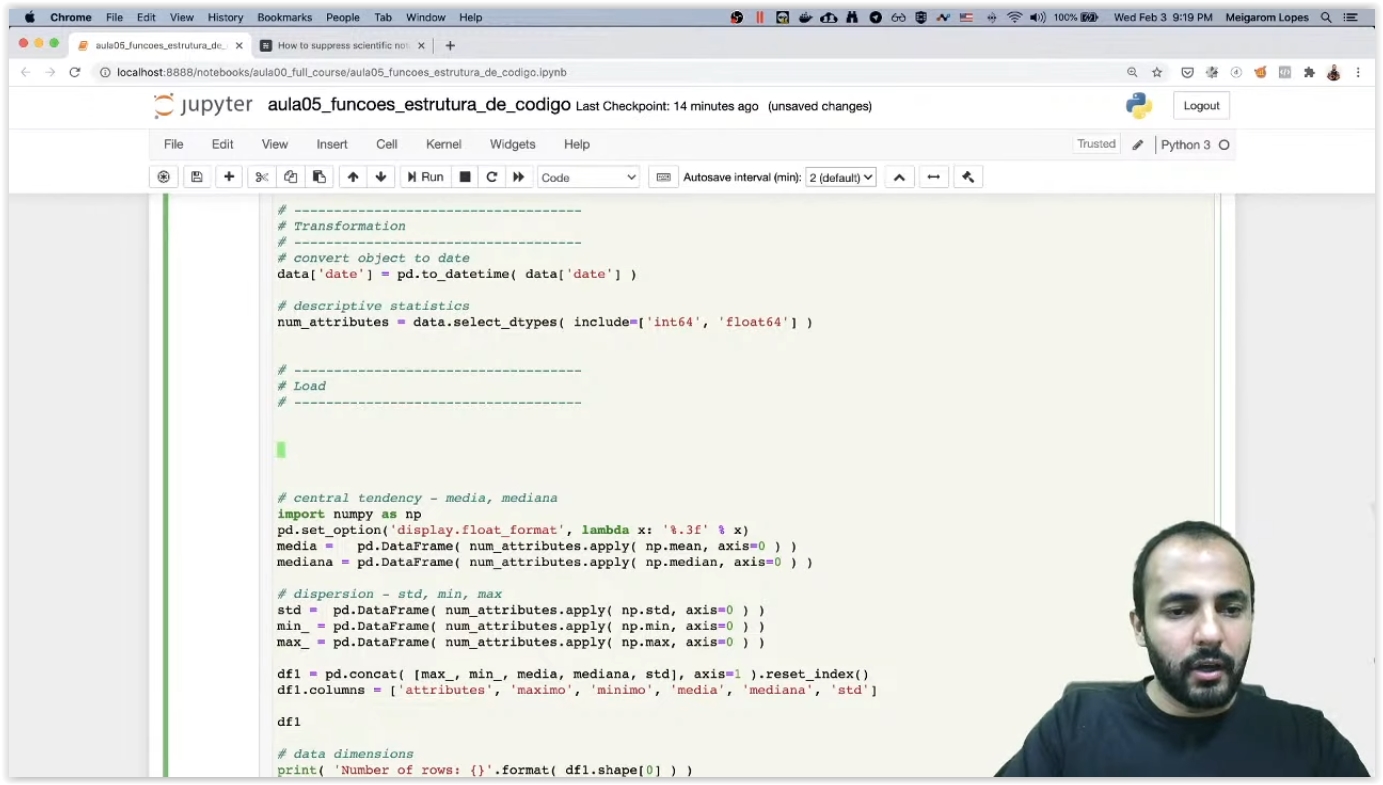 Chrome File Edit View History Bookmarks People Tab Window Help 100% Wed Feb 3 9:19 PM Meigarom Lopes
aula05_funcoes_estrutura_de_ How to suppress scientific not
localhost:8888/notebooks/aula00_full_course/aula05_funcoes_estrutura_de_codigo.ipynb
jupyter aula05_funcoes_estrutura_de_codigo Last Checkpoint: 14 minutes ago (unsaved changes) Logout
File Edit View Insert Cell Kernel Widgets Help Trusted Python 3
Run Code Autosave interval (min): 2 (default)
# ------------------------------------
# Transformation
# ------------------------------------
# convert object to date
data['date'] = pd.to_datetime( data['date'] )
# descriptive statistics
num_attributes = data.select_dtypes( include=['int64', 'float64'] )
# ------------------------------------
# Load
# ------------------------------------
# central tendency - media, mediana
import numpy as np
pd.set_option('display.float_format', lambda x: '%.3f' % x)
media =   pd.DataFrame( num_attributes.apply( np.mean, axis=0 ) )
mediana = pd.DataFrame( num_attributes.apply( np.median, axis=0 ) )
# dispersion - std, min, max
std =  pd.DataFrame( num_attributes.apply( np.std, axis=0 ) )
min_ = pd.DataFrame( num_attributes.apply( np.min, axis=0 ) )
max_ = pd.DataFrame( num_attributes.apply( np.max, axis=0 ) )
df1 = pd.concat( [max_, min_, media, mediana, std], axis=1 ).reset_index()
df1.columns = ['attributes', 'maximo', 'minimo', 'media', 'mediana', 'std']
df1
# data dimensions
print( 'Number of rows: {}'.format( df1.shape[0] ) )